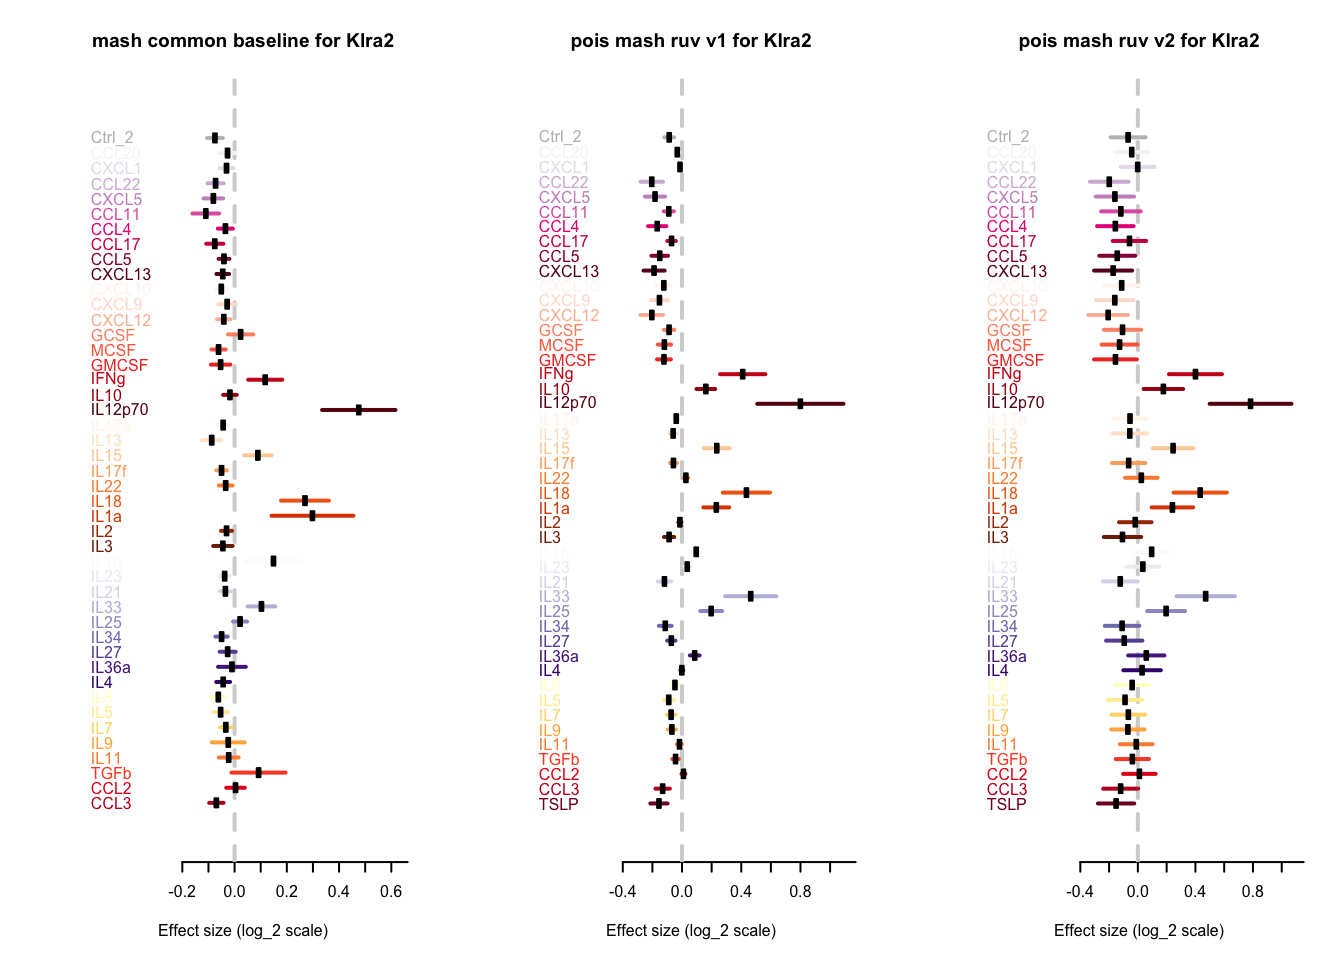 mash common baseline for Klra2
Ctrl_2
CCL20
CXCL1
CCL22
CXCL5
CCL11
CCL4
CCL17
CCL5
CXCL13
CXCL10
CXCL9
CXCL12
GCSF
MCSF
GMCSF
IFNg
IL10
IL12p70
IL17a
IL13
IL15
IL17f
IL22
IL18
IL1a
IL2
IL3
IL23
IL21
IL33
IL25
IL34
IL27
IL36a
IL4
IL5
IL7
IL9
IL11
TGFb
CCL2
CCL3
-0.2 0.0 0.2 0.4 0.6
Effect size (log_2 scale)
pois mash ruv v1 for Klra2
Ctrl_2
CCL20
CXCL1
CCL22
CXCL5
CCL11
CCL4
CCL17
CCL5
CXCL13
CXCL10
CXCL9
CXCL12
GCSF
MCSF
GMCSF
IFNg
IL10
IL12p70
IL17a
IL13
IL15
IL17f
IL22
IL18
IL1a
IL2
IL3
IL23
IL21
IL33
IL25
IL34
IL27
IL36a
IL4
IL5
IL7
IL9
IL11
TGFb
CCL2
CCL3
TSLP
-0.4 0.0 0.4 0.8
Effect size (log_2 scale)
pois mash ruv v2 for Klra2
Ctrl_2
CCL20
CXCL1
CCL22
CXCL5
CCL11
CCL4
CCL17
CCL5
CXCL13
CXCL10
CXCL9
CXCL12
GCSF
MCSF
GMCSF
IFNg
IL10
IL12p70
IL17a
IL13
IL15
IL17f
IL22
IL18
IL1a
IL2
IL3
IL23
IL21
IL33
IL25
IL34
IL27
IL36a
IL4
IL5
IL7
IL9
IL11
TGFb
CCL2
CCL3
TSLP
-0.4 0.0 0.4 0.8
Effect size (log_2 scale)